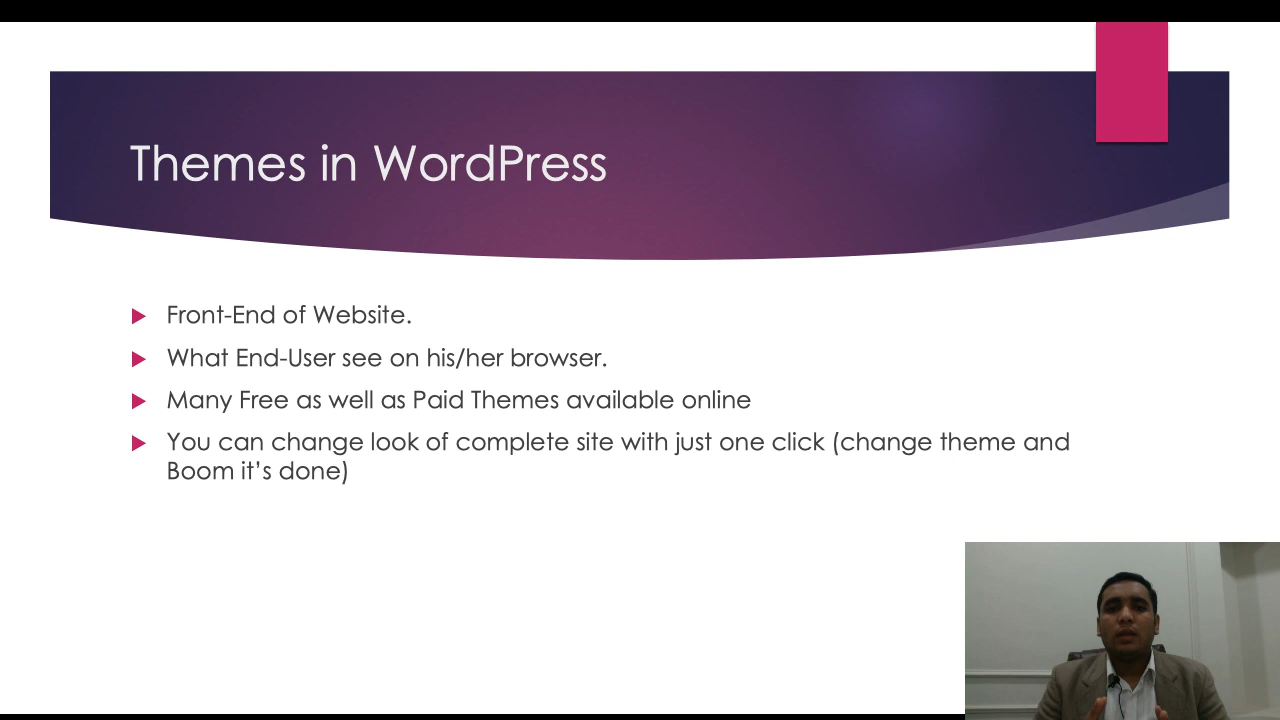 Themes in WordPress
Front-End of Website.
What End-User see on his/her browser.
Many Free as well as Paid Themes available online
You can change look of complete site with just one click (change theme and
Boom it's done)